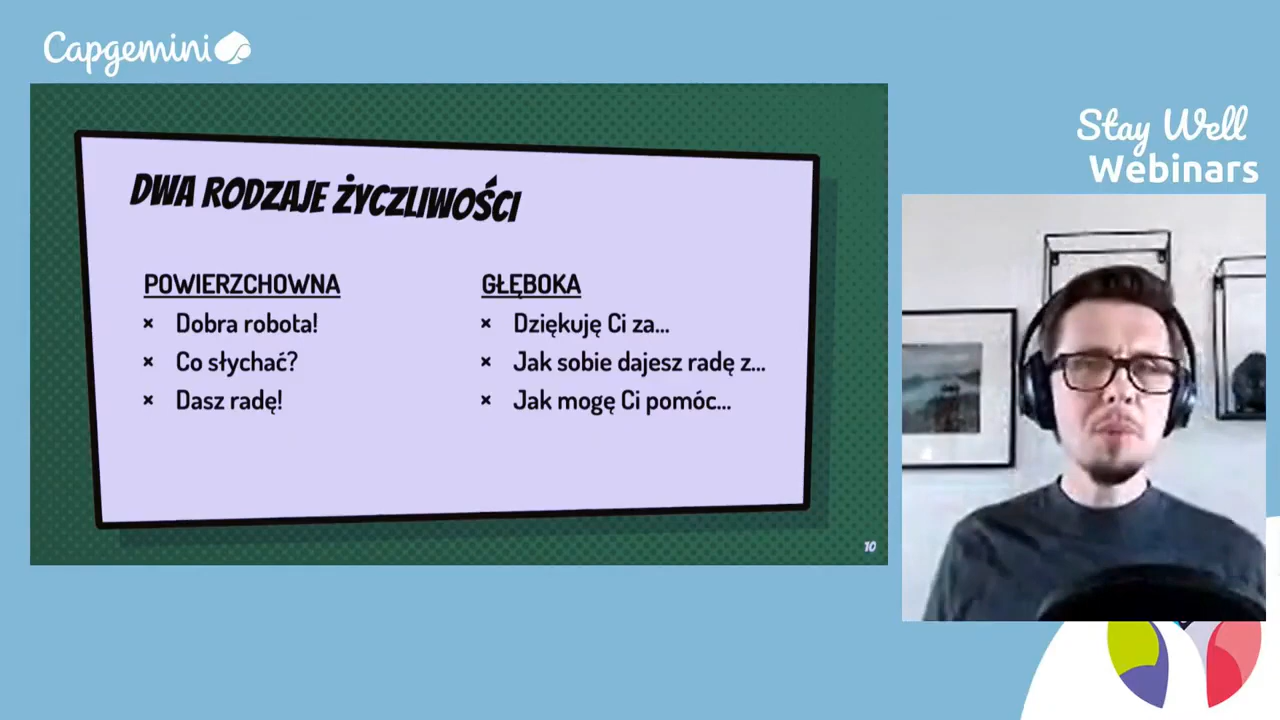 Capgemini
Stay Well
Webinars
DWA RODZAJE ŻYCZLIWOŚCI
POWIERZCHOWNA
× Dobra robota!
× Co słychać?
× Dasz radę!
GŁĘBOKA
× Dziękuję Ci za...
× Jak sobie dajesz radę z...
× Jak mogę Ci pomóc...
10